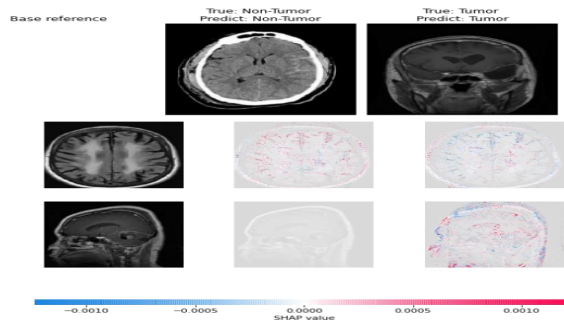 Base reference
True: Non-Tumor
Predict: Non-Tumor
True: Tumor
Predict: Tumor
−0.0010
−0.0005
0.0000
0.0005
0.0010
SHAP value